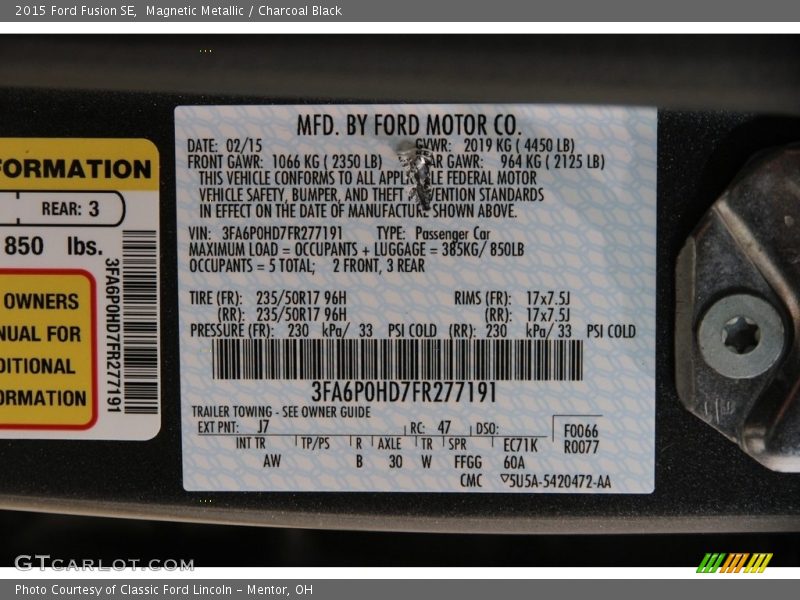 2015 Ford Fusion SE,  Magnetic Metallic / Charcoal Black
FORMATION
REAR: 3
850 lbs.
OWNERS
NUAL FOR
DITIONAL
ORMATION
3FA6P0HD7FR277191
MFD. BY FORD MOTOR CO.
DATE: 02/15 GVWR: 2019 KG ( 4450 LB)
FRONT GAWR: 1066 KG ( 2350 LB) AR GAWR: 964 KG ( 2125 LB)
THIS VEHICLE CONFORMS TO ALL FEDERAL MOTOR
VEHICLE SAFETY, BUMPER, AND THEFT STANDARDS
IN EFFECT ON THE DATE OF MANUFACTURE SHOWN ABOVE.
VIN: 3FA6P0HD7FR277191 TYPE: Passenger Car
MAXIMUM LOAD = OCCUPANTS + LUGGAGE = 385KG/ 850LB
OCCUPANTS = 5 TOTAL; 2 FRONT, 3 REAR
TIRE (FR): 235/50R17 96H RIMS (FR): 17x7.5J
(RR): 235/50R17 96H (RR): 17x7.5J
PRESSURE (FR): 230 kPa/ 33 PSI COLD (RR): 230 kPa/ 33 PSI COLD
3FA6P0HD7FR277191
TRAILER TOWING - SEE OWNER GUIDE
EXT PNT: J7 RC: 47 DSO:
INT TR TP/PS R AXLE TR SPR EC71K
AW B 30 W FFGG 60A
F0066
R0077
CMC ▽5U5A-5420472-AA
GTCARLOT.COM
Photo Courtesy of Classic Ford Lincoln – Mentor, OH